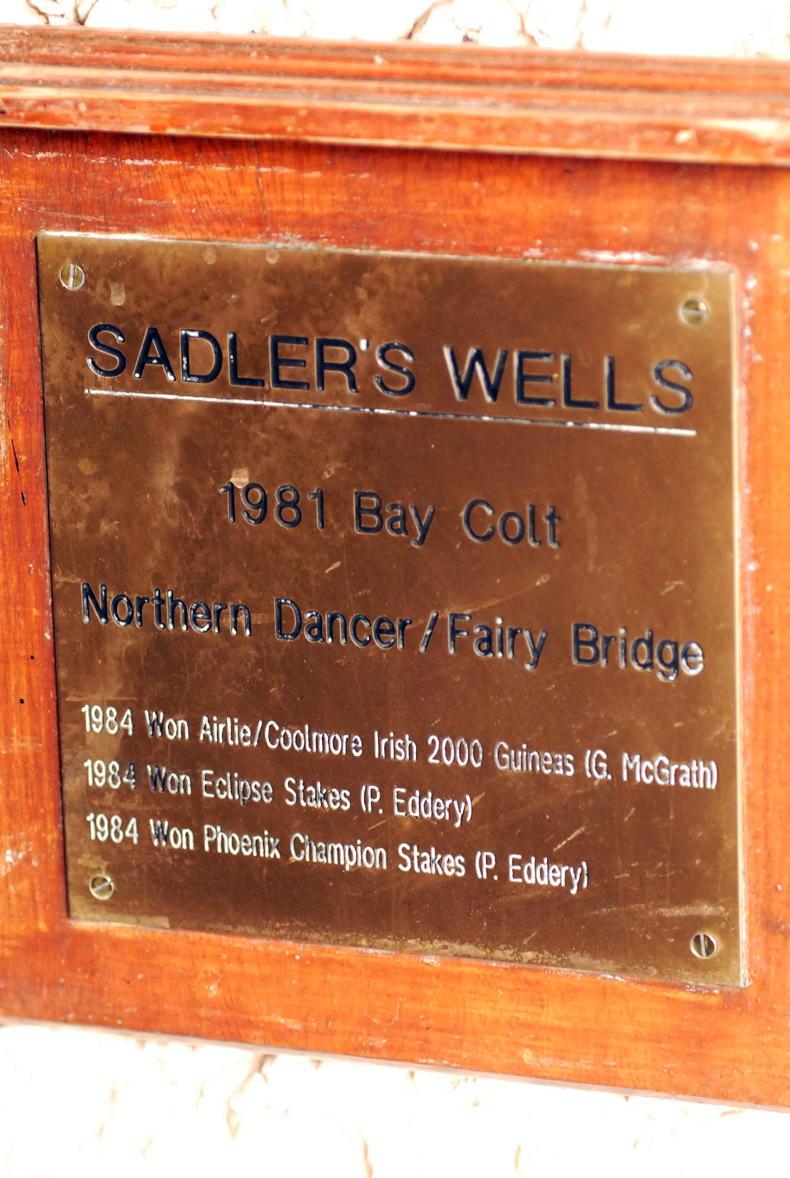 SADLER'S WELLS
1981 Bay Colt
Northern Dancer/Fairy Bridge
1984 Won Airlie/Coolmore Irish 2000 Guineas (G. McGrath)
1984 Won Eclipse Stakes (P. Eddery)
1984 Won Phoenix Champion Stakes (P. Eddery)